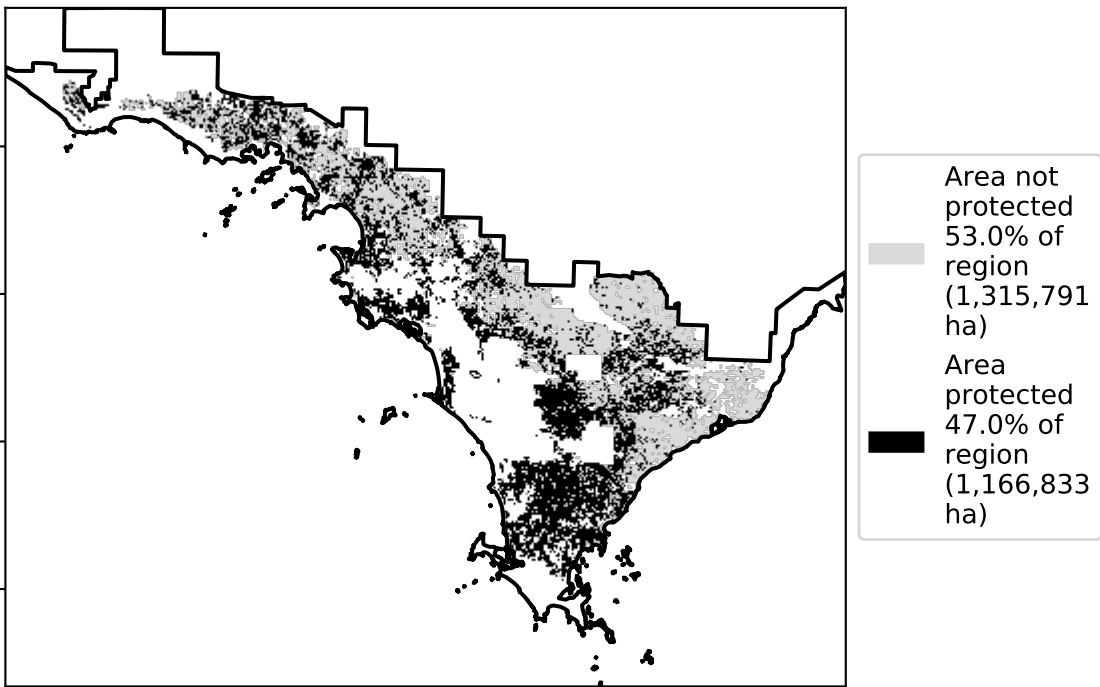 Area not
protected
53.0% of
region
(1,315,791
ha)
Area
protected
47.0% of
region
(1,166,833
ha)